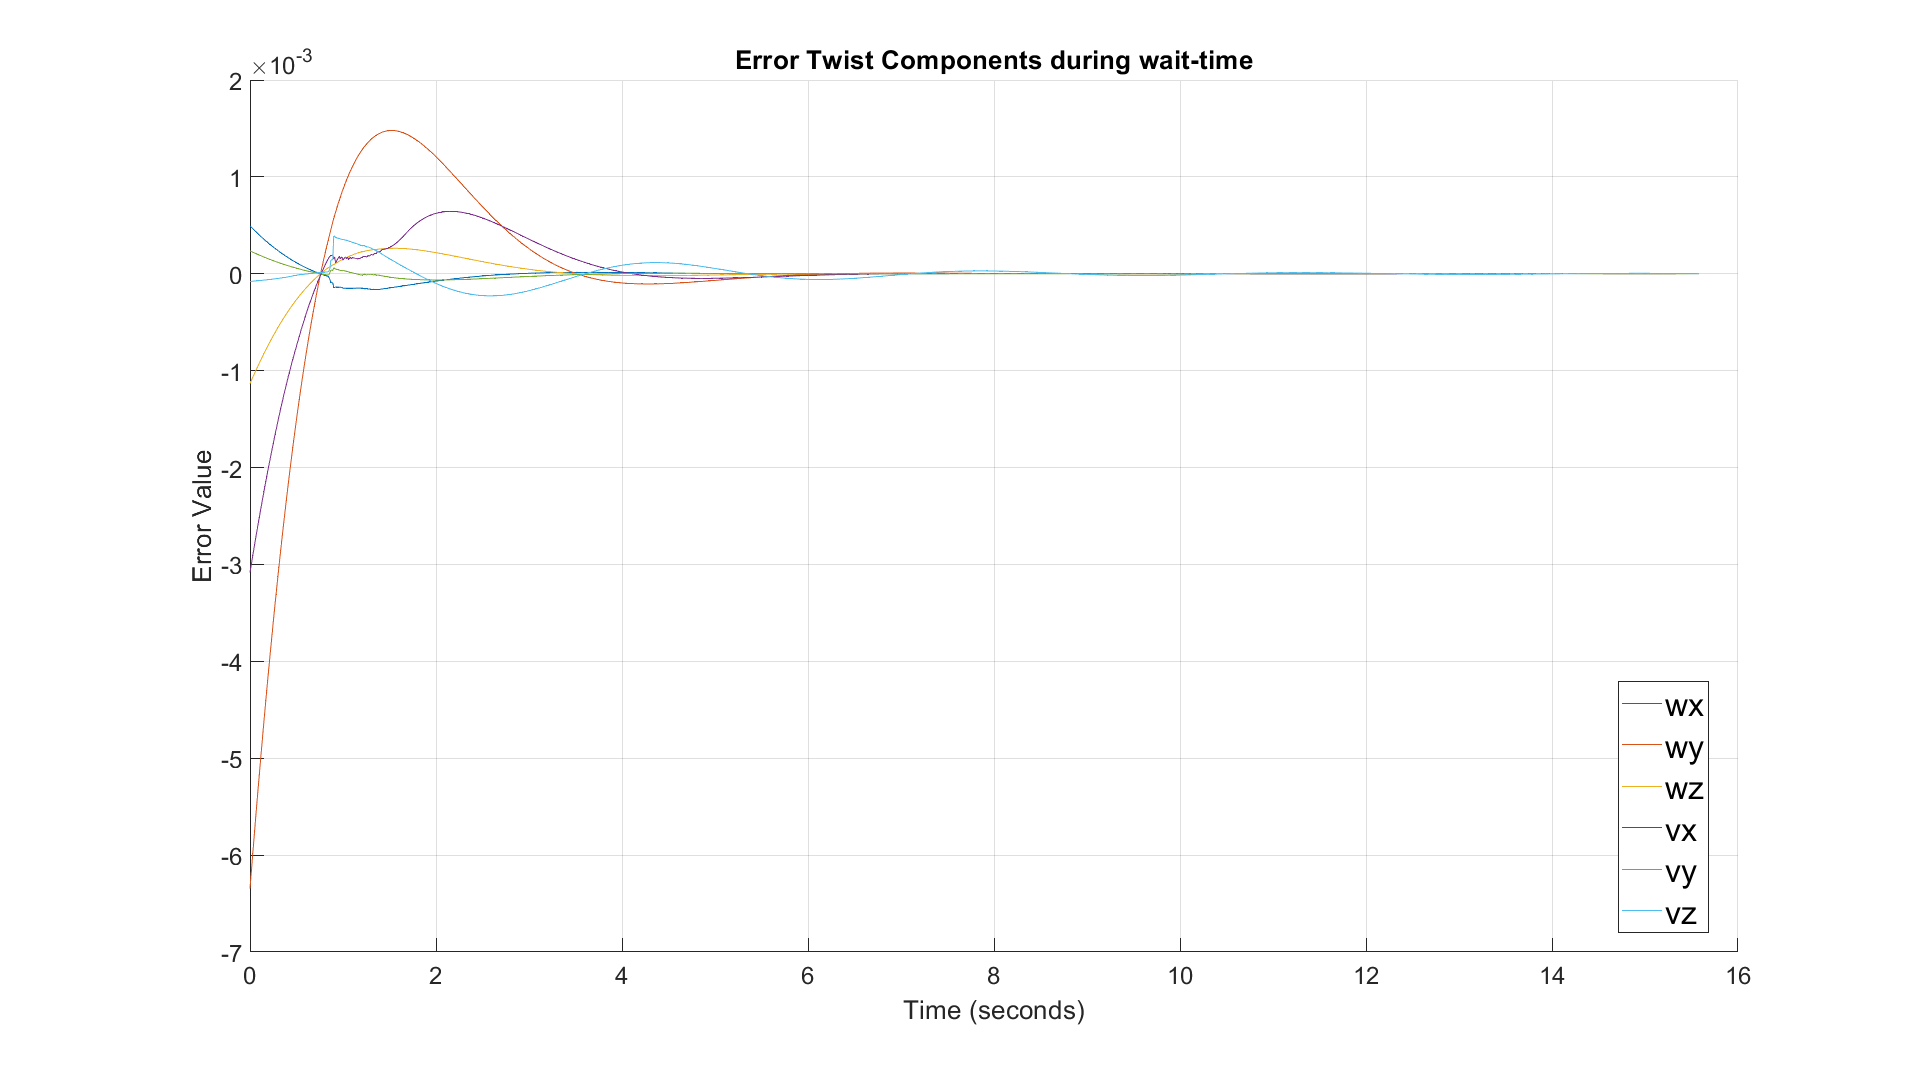 Error Twist Components during wait-time
×10-3
2
1
0
-1
-2
-3
-4
-5
-6
-7
Error Value
0 2 4 6 8 10 12 14 16
Time (seconds)
wx
wy
wz
vx
vy
vz